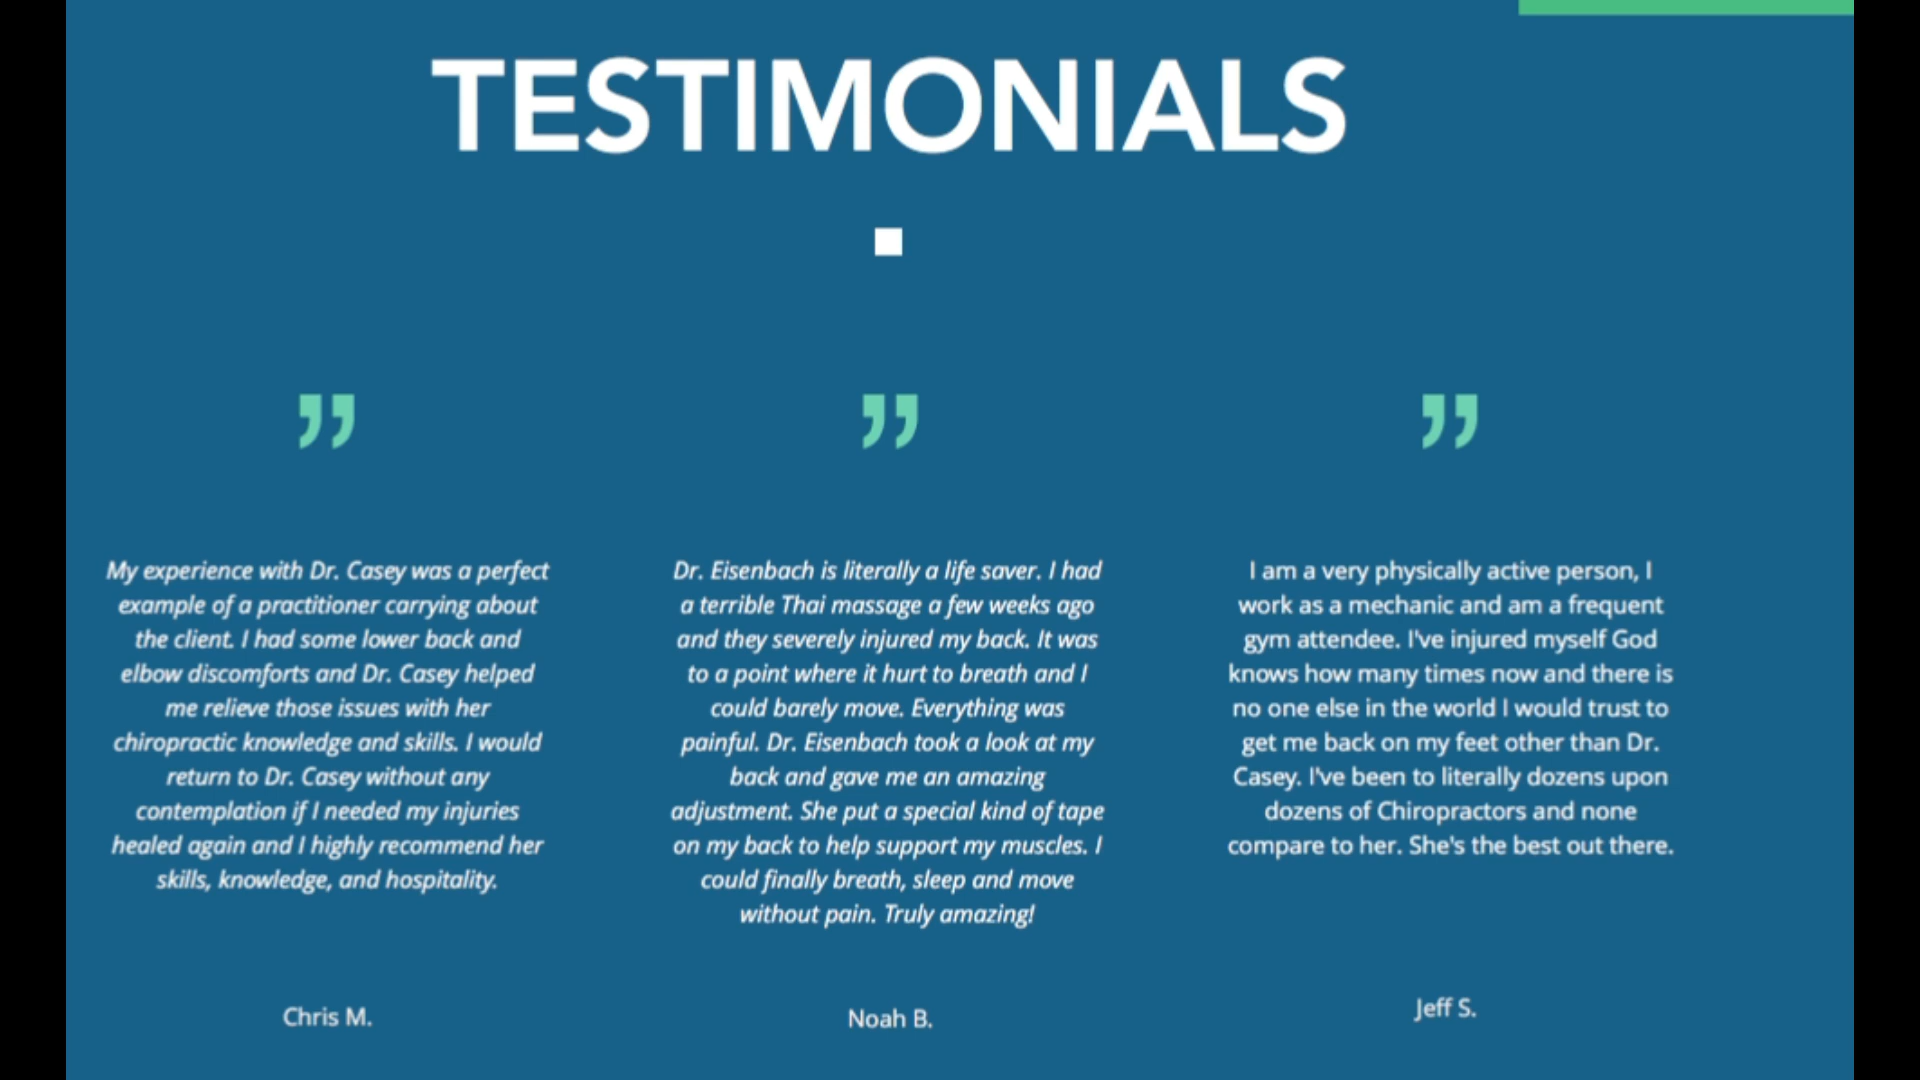 TESTIMONIALS
”
My experience with Dr. Casey was a perfect
example of a practitioner carrying about
the client. I had some lower back and
elbow discomforts and Dr. Casey helped
me relieve those issues with her
chiropractic knowledge and skills. I would
return to Dr. Casey without any
contemplation if I needed my injuries
healed again and I highly recommend her
skills, knowledge, and hospitality.
Chris M.
”
Dr. Eisenbach is literally a life saver. I had
a terrible Thai massage a few weeks ago
and they severely injured my back. It was
to a point where it hurt to breath and I
could barely move. Everything was
painful. Dr. Eisenbach took a look at my
back and gave me an amazing
adjustment. She put a special kind of tape
on my back to help support my muscles. I
could finally breath, sleep and move
without pain. Truly amazing!
Noah B.
”
I am a very physically active person, I
work as a mechanic and am a frequent
gym attendee. I've injured myself God
knows how many times now and there is
no one else in the world I would trust to
get me back on my feet other than Dr.
Casey. I've been to literally dozens upon
dozens of Chiropractors and none
compare to her. She's the best out there.
Jeff S.